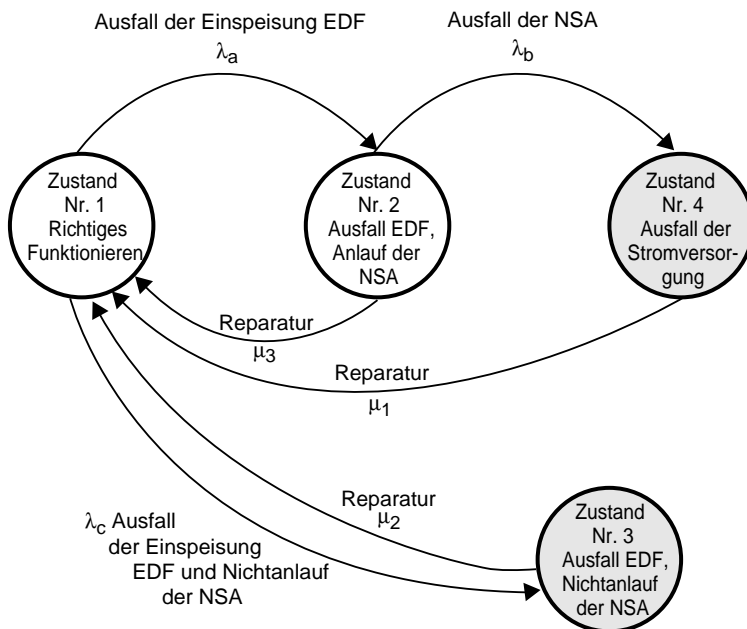 Ausfall der Einspeisung EDF
λa
Ausfall der NSA
λb
Zustand
Nr. 1
Richtiges
Funktionieren
Zustand
Nr. 2
Ausfall EDF,
Anlauf der
NSA
Zustand
Nr. 4
Ausfall der
Stromversor-
gung
Reparatur
μ3
Reparatur
μ1
Reparatur
μ2
λc Ausfall
der Einspeisung
EDF und Nichtanlauf
der NSA
Zustand
Nr. 3
Ausfall EDF,
Nichtanlauf
der NSA